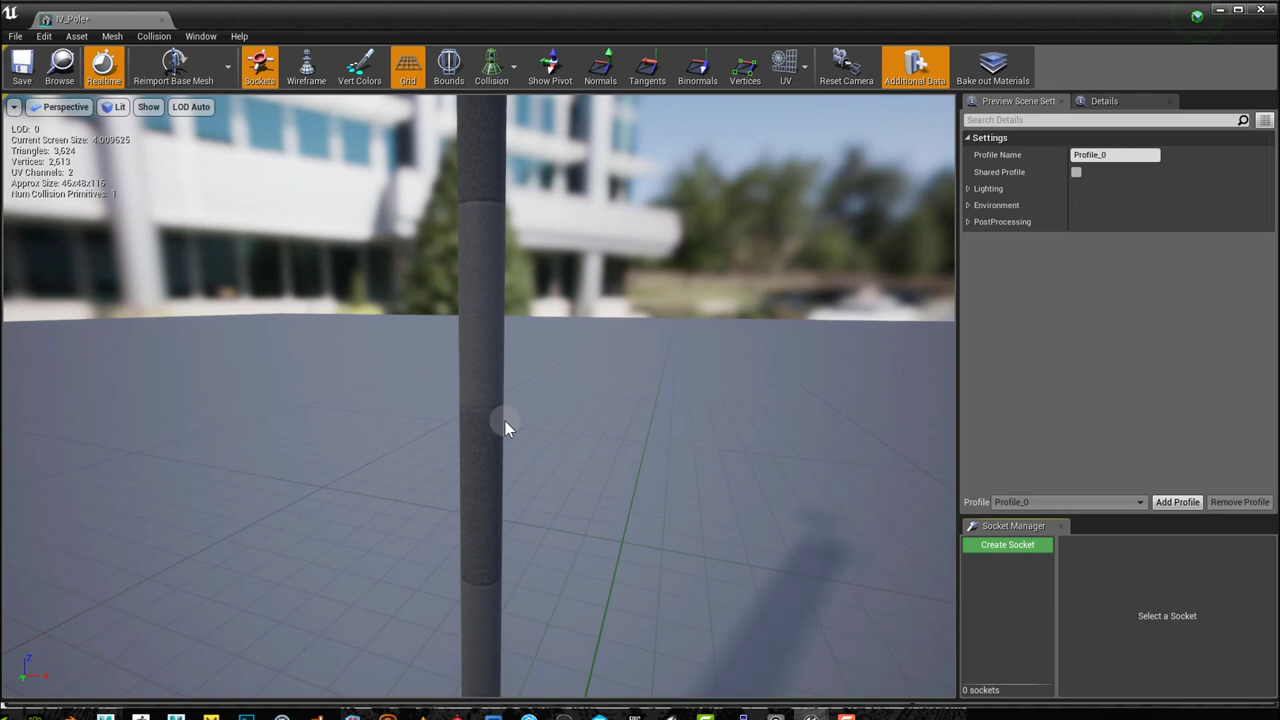 IV_Pole*
File Edit Asset Mesh Collision Window Help
Save Browse Realtime Reimport Base Mesh Sockets Wireframe Vert Colors Grid Bounds Collision Show Pivot Normals Tangents Binormals Vertices UV Reset Camera Additional Data Bake out Materials
Perspective Lit Show LOD Auto
LOD: 0
Current Screen Size: 4.009625
Triangles: 3,624
Vertices: 2,613
UV Channels: 2
Approx Size: 46x48x116
Num Collision Primitives: 1
Preview Scene Sett Details
Search Details
Settings
Profile Name Profile_0
Shared Profile
Lighting
Environment
PostProcessing
Profile Profile_0 Add Profile Remove Profile
Socket Manager
Create Socket
Select a Socket
0 sockets
Z
X